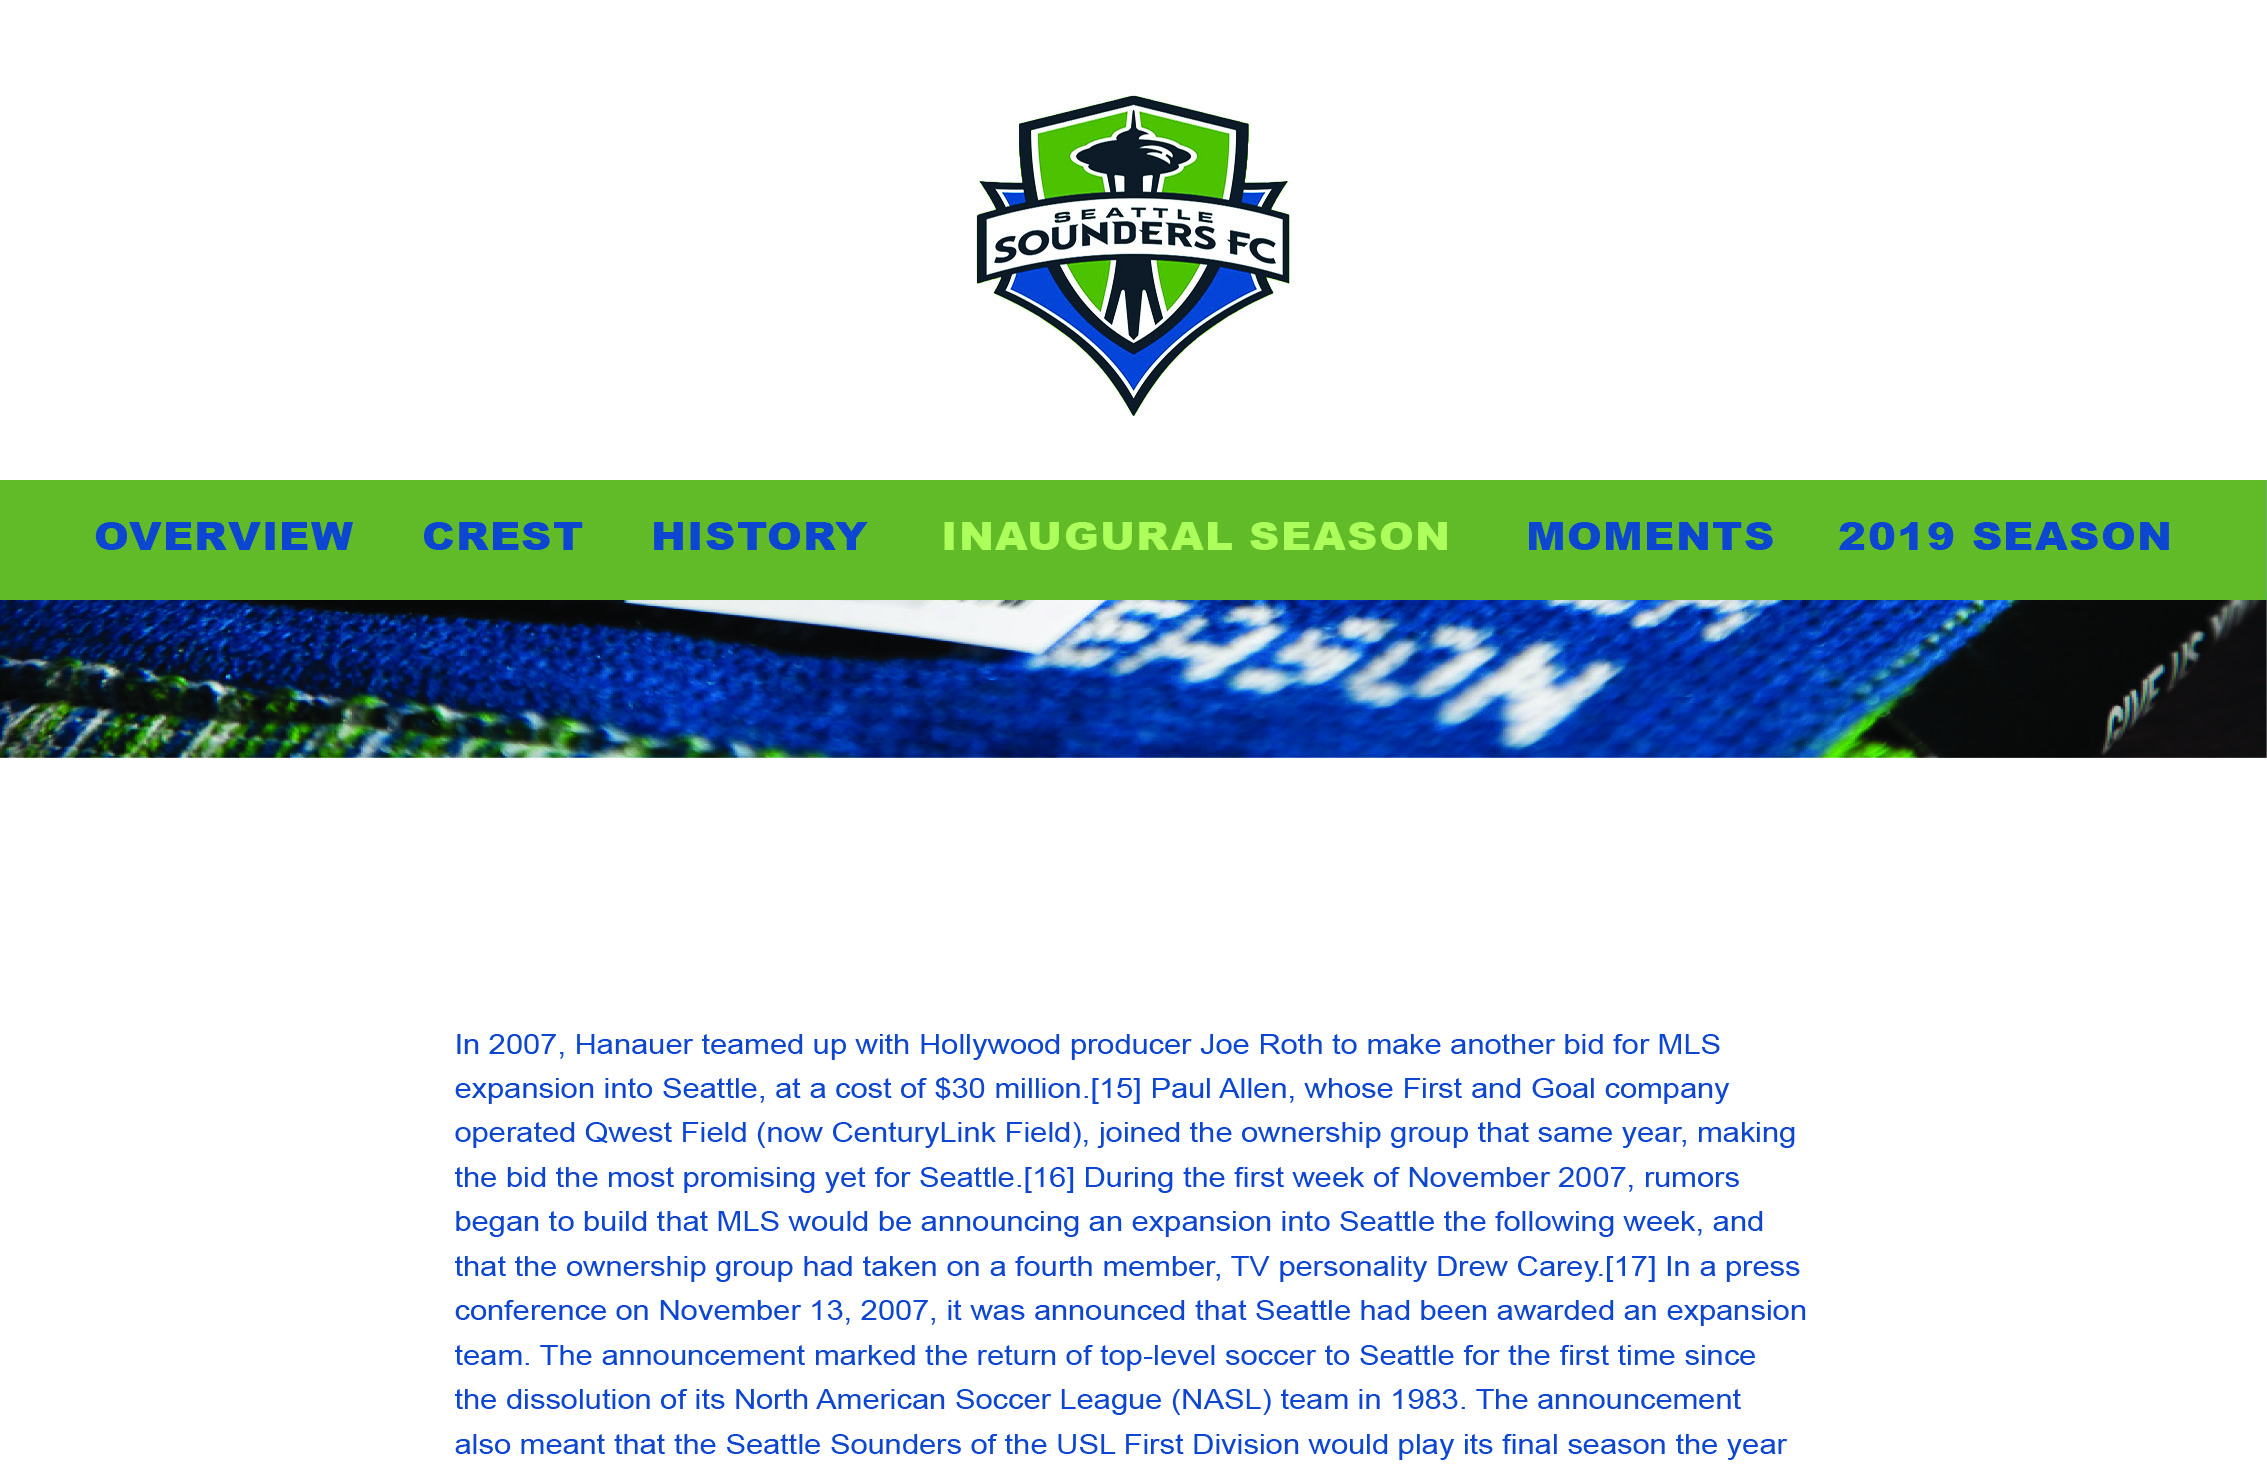 SEATTLE
SOUNDERS FC
OVERVIEW CREST HISTORY INAUGURAL SEASON MOMENTS 2019 SEASON
EASON
GIVE US
In 2007, Hanauer teamed up with Hollywood producer Joe Roth to make another bid for MLS
expansion into Seattle, at a cost of $30 million.[15] Paul Allen, whose First and Goal company
operated Qwest Field (now CenturyLink Field), joined the ownership group that same year, making
the bid the most promising yet for Seattle.[16] During the first week of November 2007, rumors
began to build that MLS would be announcing an expansion into Seattle the following week, and
that the ownership group had taken on a fourth member, TV personality Drew Carey.[17] In a press
conference on November 13, 2007, it was announced that Seattle had been awarded an expansion
team. The announcement marked the return of top-level soccer to Seattle for the first time since
the dissolution of its North American Soccer League (NASL) team in 1983. The announcement
also meant that the Seattle Sounders of the USL First Division would play its final season the year